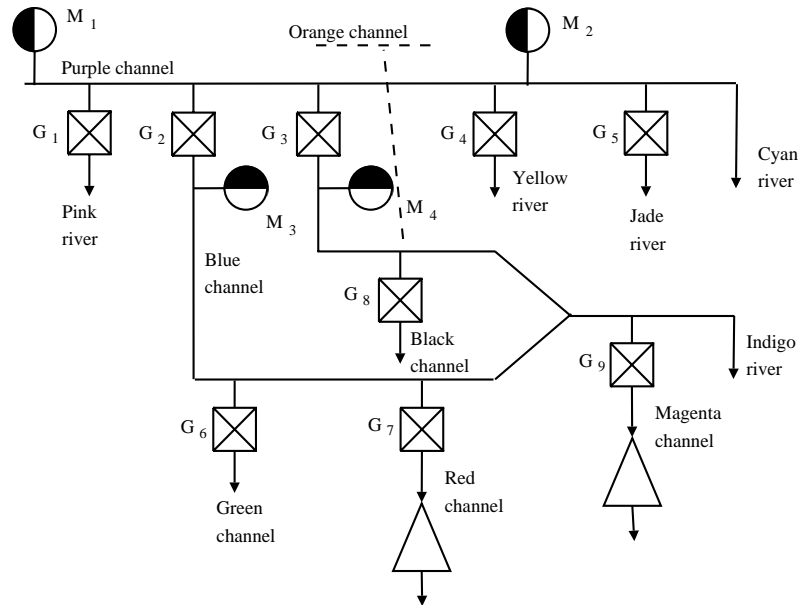 M 1
Orange channel
M 2
Purple channel
G 1
G 2
G 3
G 4
G 5
Cyan
river
Yellow
river
Pink
river
Jade
river
M 3
M 4
Blue
channel
G 8
Black
channel
Indigo
river
G 9
Magenta
channel
G 6
G 7
Red
channel
Green
channel